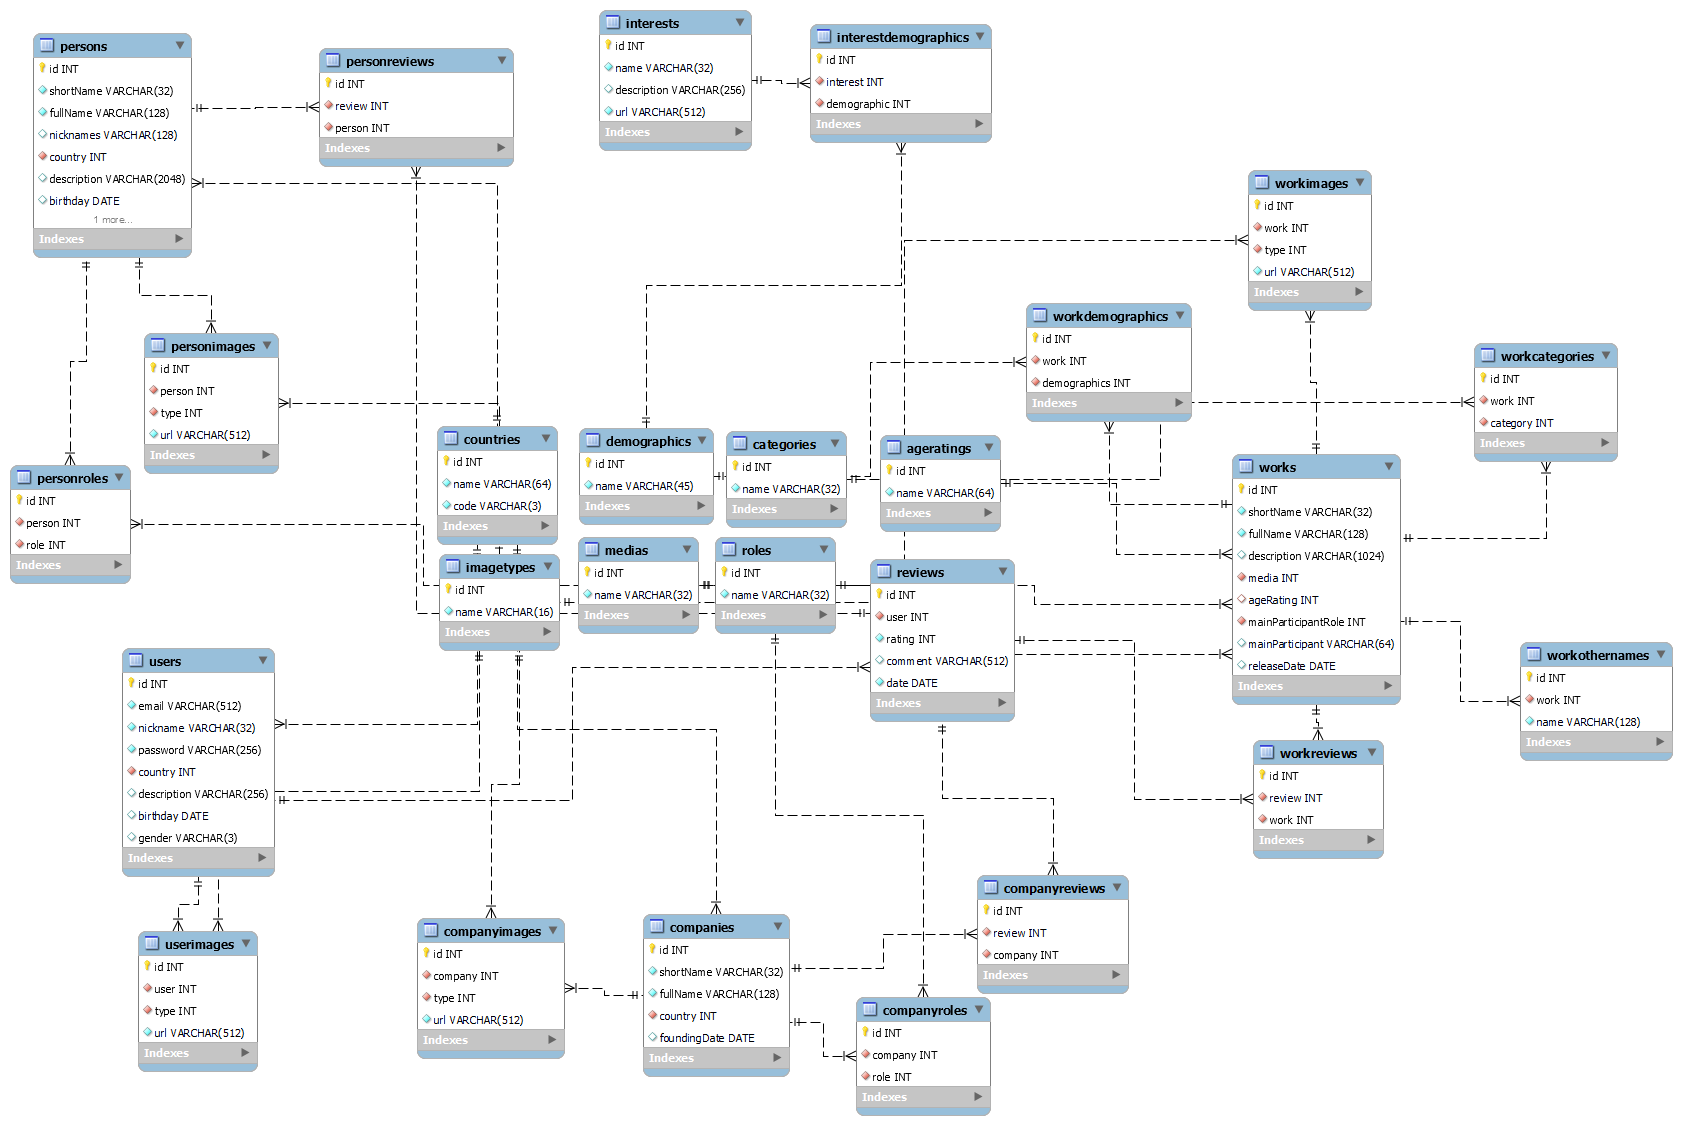 persons
id INT
shortName VARCHAR(32)
fullName VARCHAR(128)
nicknames VARCHAR(128)
country INT
description VARCHAR(2048)
birthday DATE
1 more...
Indexes
personreviews
id INT
review INT
person INT
Indexes
interests
id INT
name VARCHAR(32)
description VARCHAR(256)
url VARCHAR(512)
Indexes
interestdemographics
id INT
interest INT
demographic INT
Indexes
workimages
id INT
work INT
type INT
url VARCHAR(512)
Indexes
personimages
id INT
person INT
type INT
url VARCHAR(512)
Indexes
workdemographics
id INT
work INT
demographics INT
Indexes
workcategories
id INT
work INT
category INT
Indexes
personroles
id INT
person INT
role INT
Indexes
countries
id INT
name VARCHAR(64)
code VARCHAR(3)
Indexes
demographics
id INT
name VARCHAR(45)
Indexes
categories
id INT
name VARCHAR(32)
Indexes
ageratings
id INT
name VARCHAR(64)
Indexes
works
id INT
shortName VARCHAR(32)
fullName VARCHAR(128)
description VARCHAR(1024)
media INT
ageRating INT
mainParticipantRole INT
mainParticipant VARCHAR(64)
releaseDate DATE
Indexes
imagetypes
id INT
name VARCHAR(16)
Indexes
medias
id INT
name VARCHAR(32)
Indexes
roles
id INT
name VARCHAR(32)
Indexes
reviews
id INT
user INT
rating INT
comment VARCHAR(512)
date DATE
Indexes
users
id INT
email VARCHAR(512)
nickname VARCHAR(32)
password VARCHAR(256)
country INT
description VARCHAR(256)
birthday DATE
gender VARCHAR(3)
Indexes
workothernames
id INT
work INT
name VARCHAR(128)
Indexes
workreviews
id INT
review INT
work INT
Indexes
companyreviews
id INT
review INT
company INT
Indexes
userimages
id INT
user INT
type INT
url VARCHAR(512)
Indexes
companyimages
id INT
company INT
type INT
url VARCHAR(512)
Indexes
companies
id INT
shortName VARCHAR(32)
fullName VARCHAR(128)
country INT
foundingDate DATE
Indexes
companyroles
id INT
company INT
role INT
Indexes